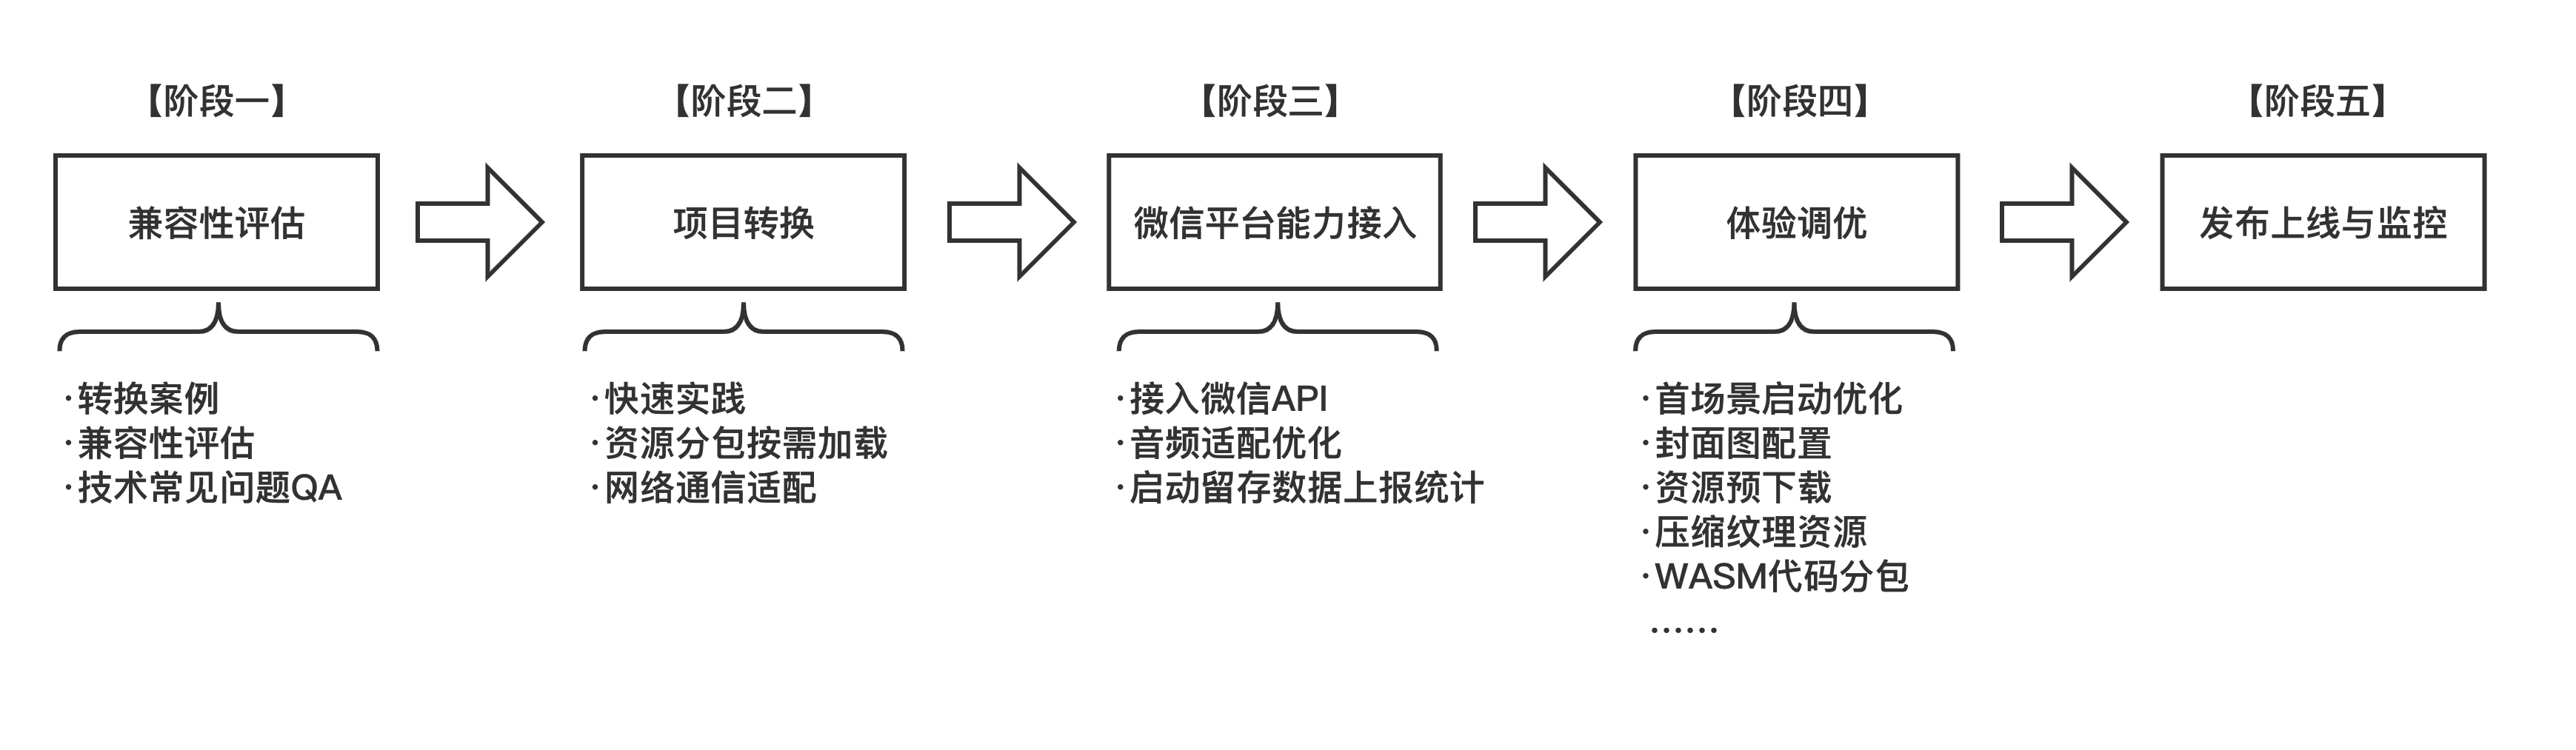 【阶段一】
兼容性评估
·转换案例
·兼容性评估
·技术常见问题QA
【阶段二】
项目转换
·快速实践
·资源分包按需加载
·网络通信适配
【阶段三】
微信平台能力接入
·接入微信API
·音频适配优化
·启动留存数据上报统计
【阶段四】
体验调优
·首场景启动优化
·封面图配置
·资源预下载
·压缩纹理资源
·WASM代码分包
……
【阶段五】
发布上线与监控